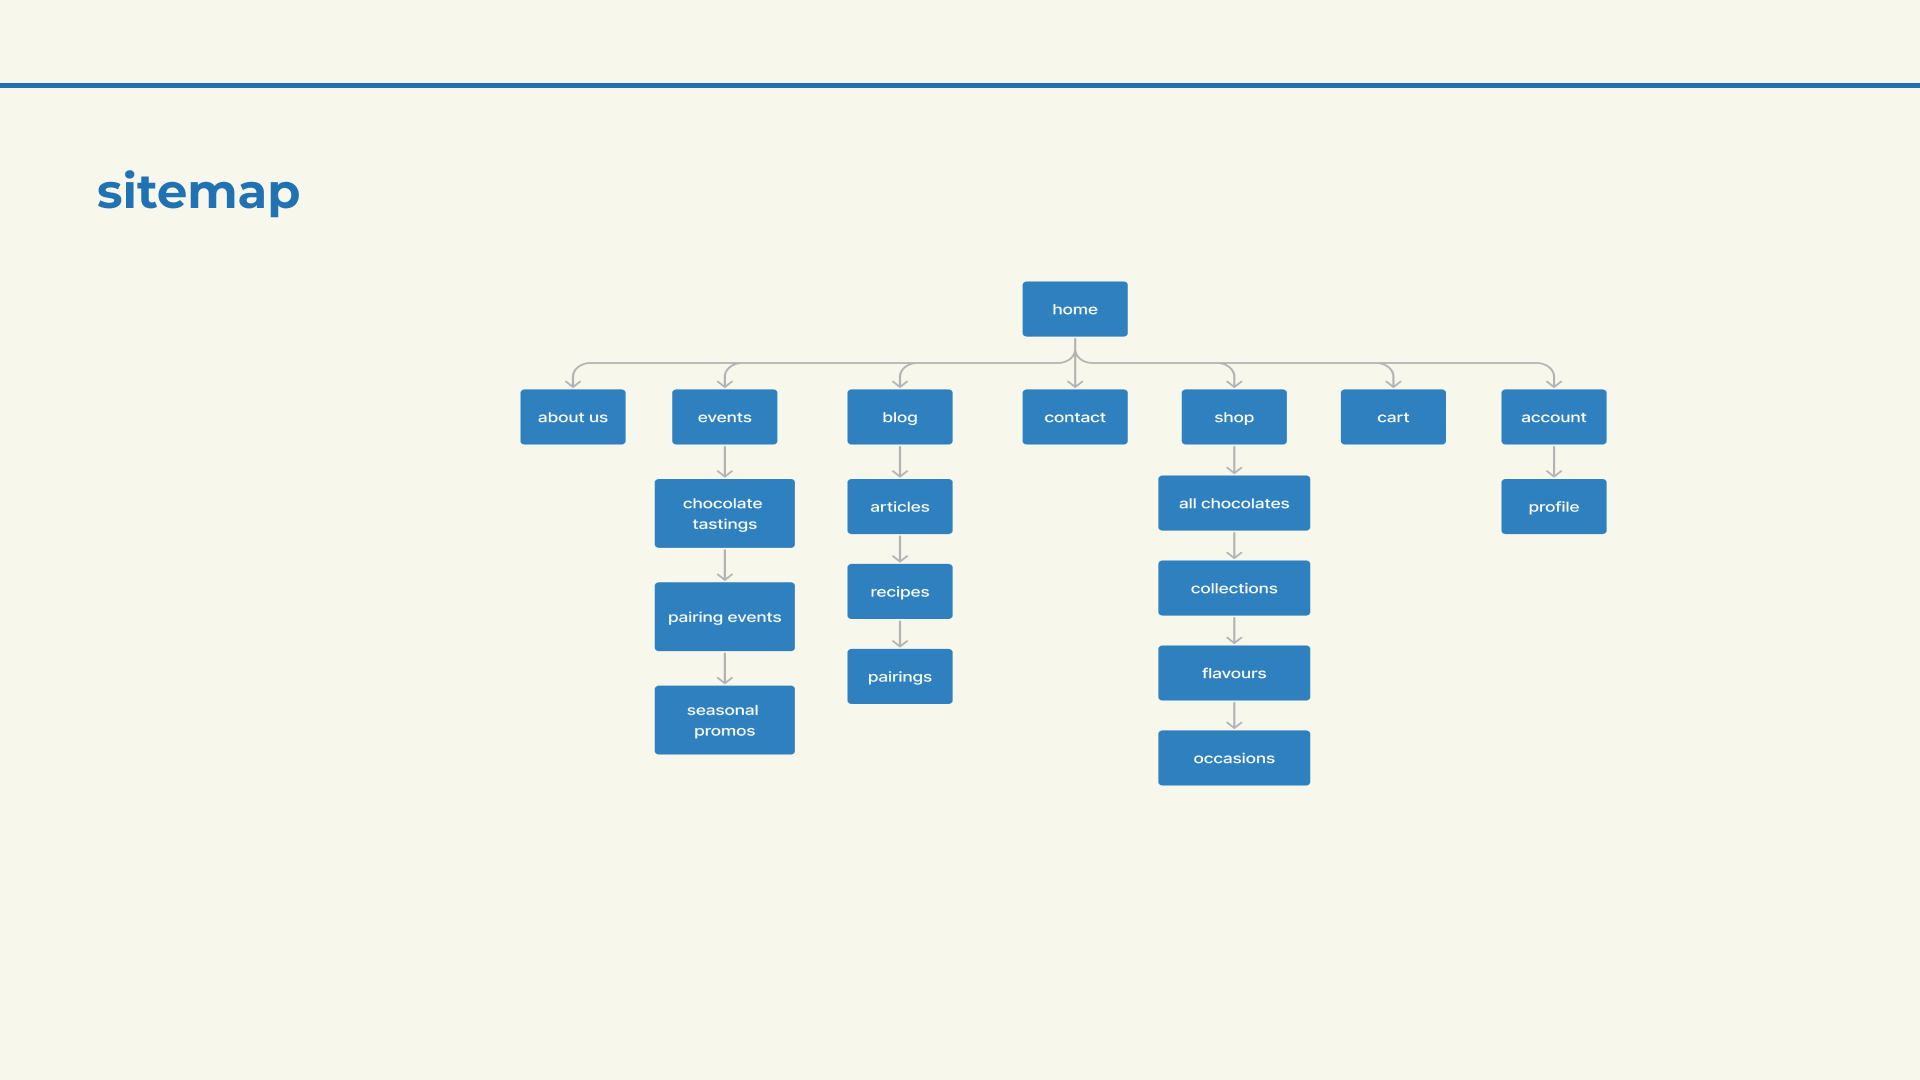 sitemap
home
about us
events
blog
contact
shop
cart
account
chocolate
tastings
pairing events
seasonal
promos
articles
recipes
pairings
all chocolates
collections
flavours
occasions
profile